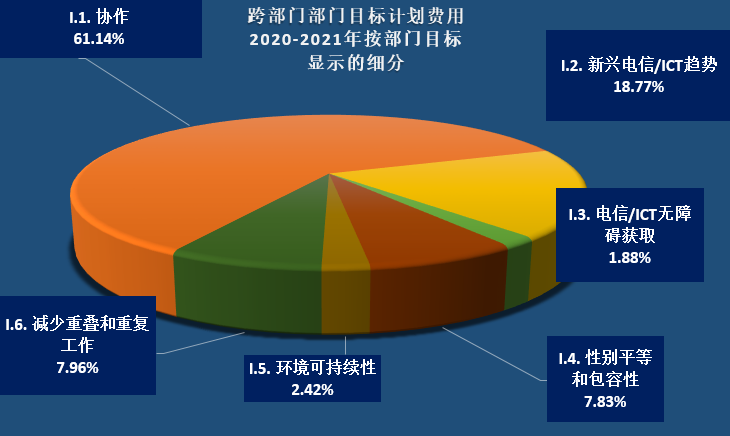 跨部门部门目标计划费用
2020-2021年按部门目标
显示的细分
I.1. 协作
61.14%
I.2. 新兴电信/ICT趋势
18.77%
I.3. 电信/ICT无障
碍获取
1.88%
I.4. 性别平等
和包容性
7.83%
I.5. 环境可持续性
2.42%
I.6. 减少重叠和重复
工作
7.96%